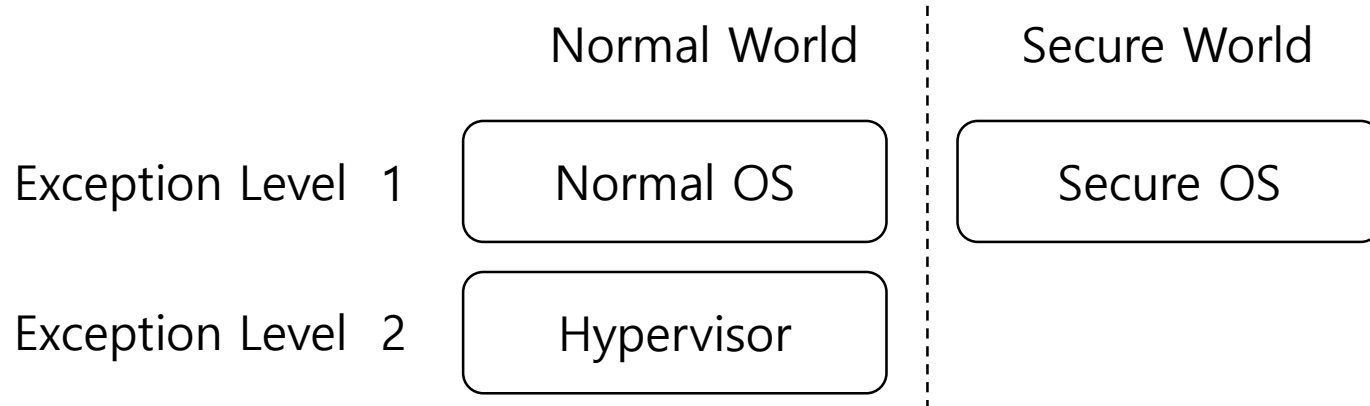 Normal World Secure World
Exception Level 1 Normal OS Secure OS
Exception Level 2 Hypervisor